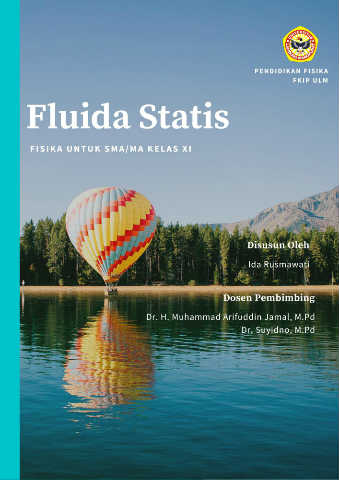 PENDIDIKAN FISIKA
FKIP ULM
Fluida Statis
FISIKA UNTUK SMA/MA KELAS XI
Disusun Oleh
Ida Rusmawati
Dosen Pembimbing
Dr. H. Muhammad Arifuddin Jamal, M.Pd
Dr. Suyidno, M.Pd